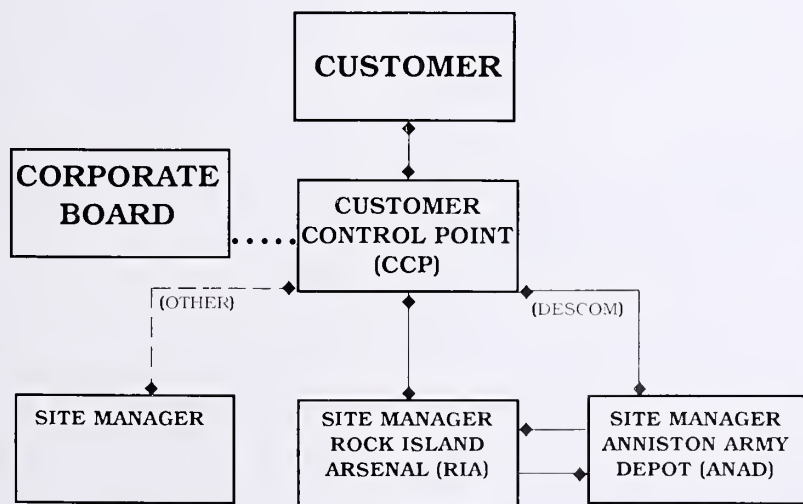 CUSTOMER
CORPORATE
BOARD
CUSTOMER
CONTROL POINT
(CCP)
(OTHER)
(DESCOM)
SITE MANAGER
SITE MANAGER
ROCK ISLAND
ARSENAL (RIA)
SITE MANAGER
ANNISTON ARMY
DEPOT (ANAD)